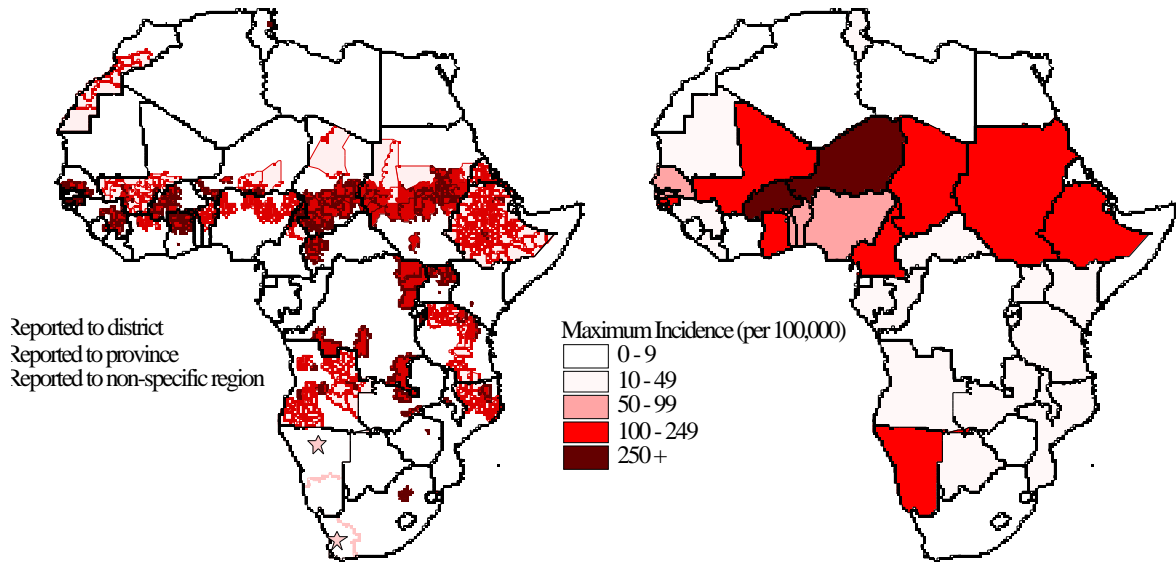 Reported to district
Reported to province
Reported to non-specific region
Maximum Incidence (per 100,000)
0 - 9
10 - 49
50 - 99
100 - 249
250 +